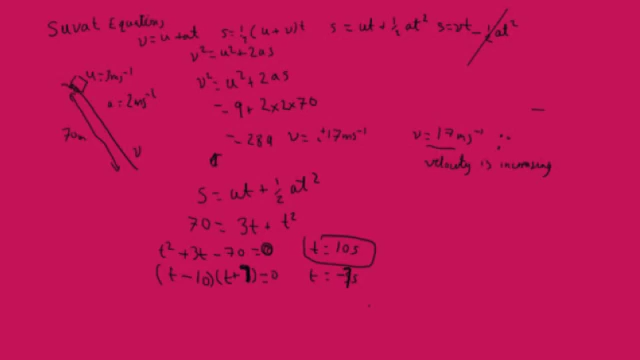 Suvat Equations
v = u + at   s = ½(u + v)t   s = ut + ½at²   s = vt - ½at²
v² = u² + 2as
u = 3ms⁻¹
a = 2ms⁻²
70m
v
v² = u² + 2as
= 9 + 2×2×70
= 289   v = +17ms⁻¹
v = 17ms⁻¹ ∵
velocity is increasing
s = ut + ½at²
70 = 3t + t²
t² + 3t - 70 = 0   t = 10s
(t - 10)(t + 7) = 0   t = -7s